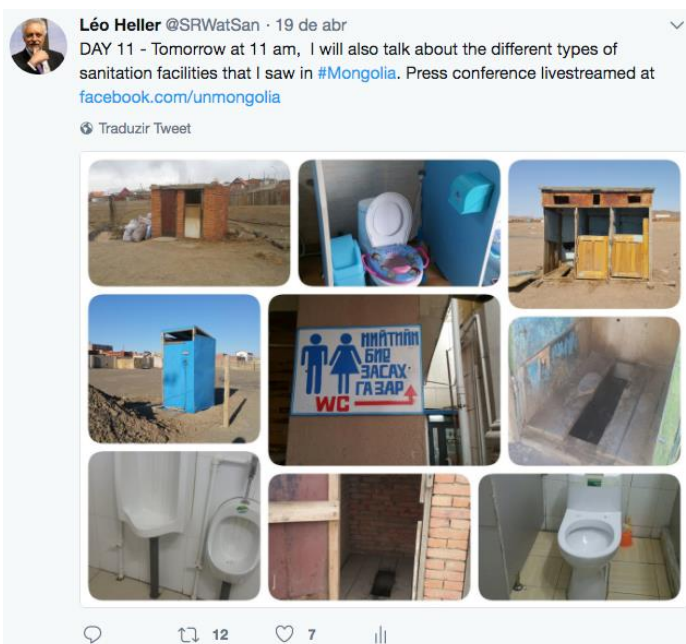 Léo Heller @SRWatSan · 19 de abr
DAY 11 - Tomorrow at 11 am, I will also talk about the different types of
sanitation facilities that I saw in #Mongolia. Press conference livestreamed at
facebook.com/unmongolia
Traduzir Tweet
НИЙТИЙН
БИЕ
ЗАСАХ
ГАЗАР
WC
12
7